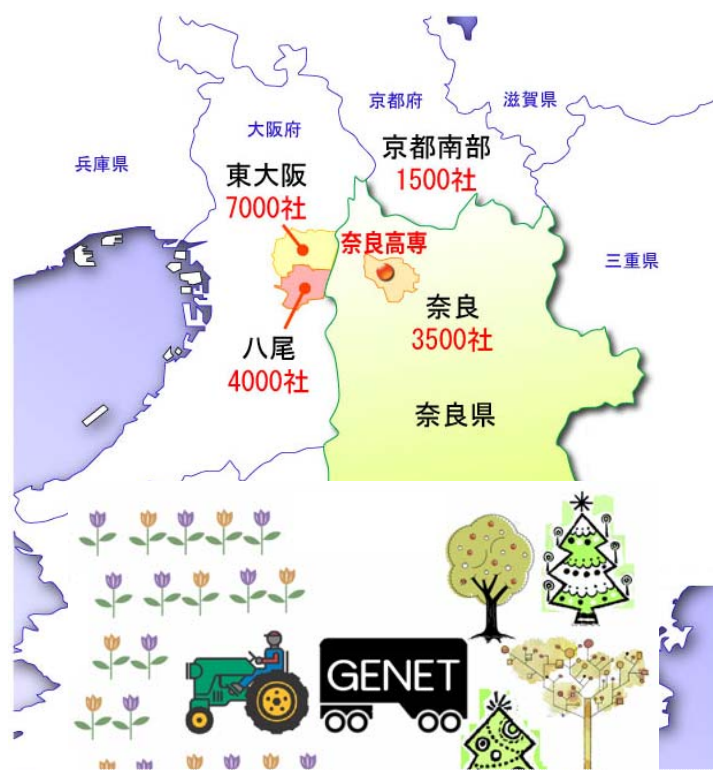 京都府
滋賀県
大阪府
兵庫県
京都南部
1500社
東大阪
7000社
奈良高専
三重県
奈良
3500社
八尾
4000社
奈良県
GENET